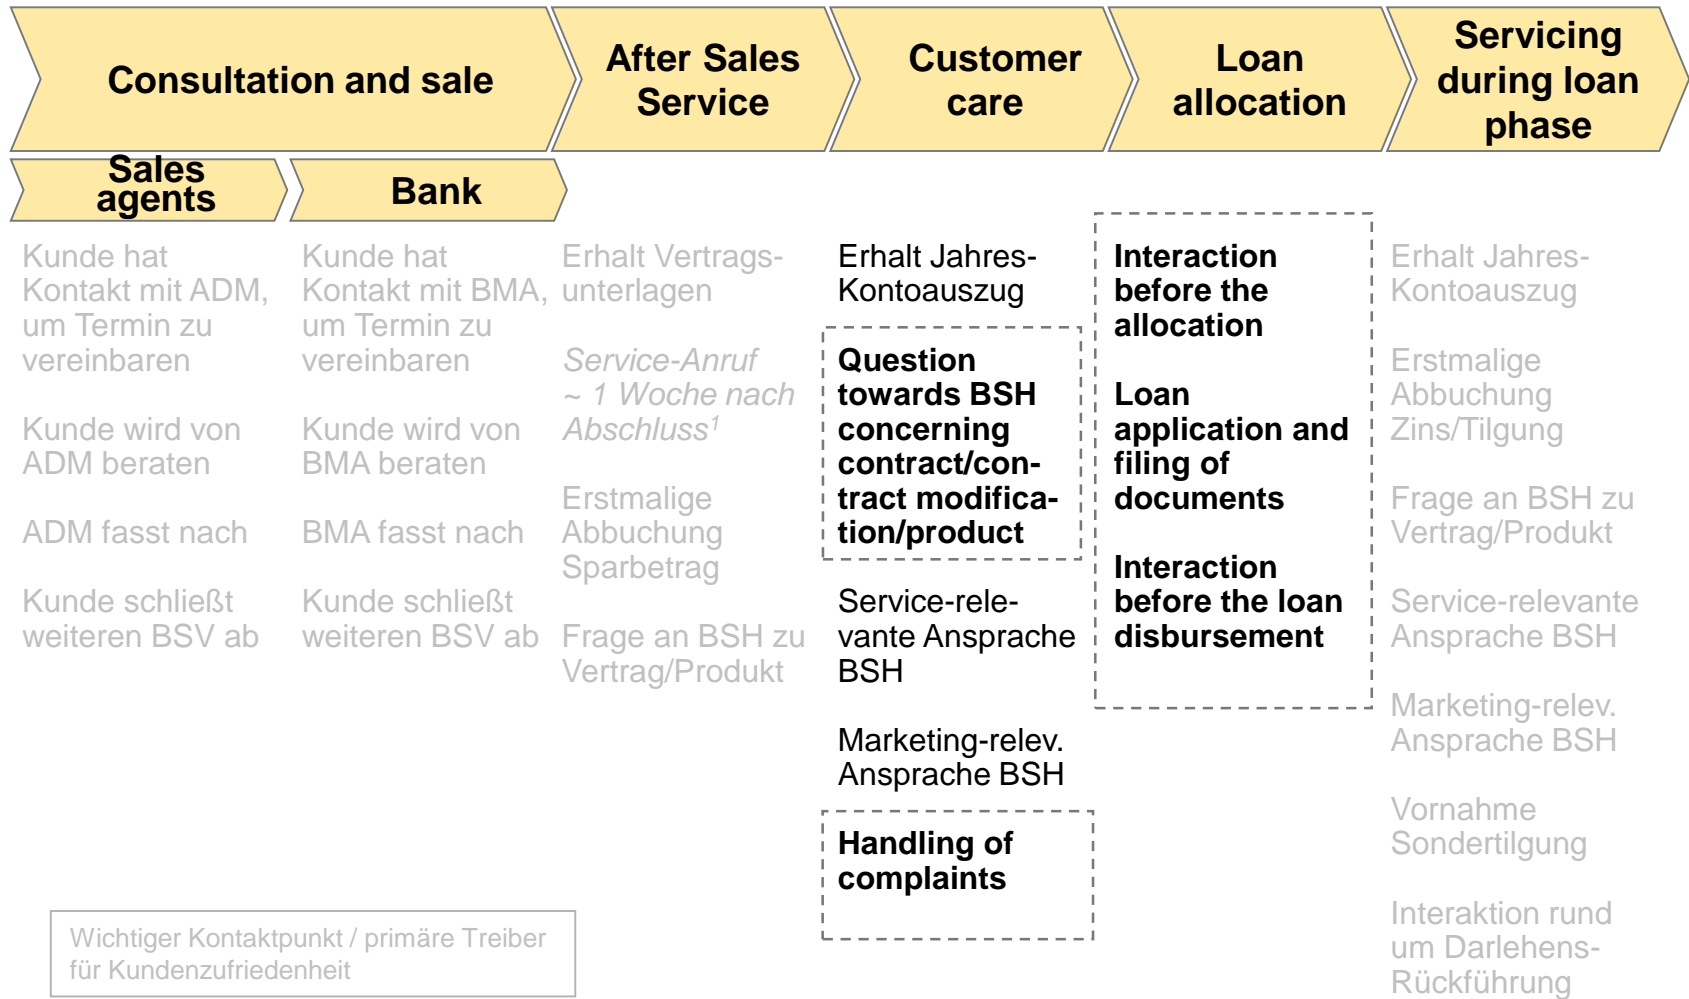 Consultation and sale
After Sales
Service
Customer
care
Loan
allocation
Servicing
during loan
phase
Sales
agents
Bank
Kunde hat
Kontakt mit ADM,
um Termin zu
vereinbaren
Kunde wird von
ADM beraten
ADM fasst nach
Kunde schließt
weiteren BSV ab
Kunde hat
Kontakt mit BMA,
um Termin zu
vereinbaren
Kunde wird von
BMA beraten
BMA fasst nach
Kunde schließt
weiteren BSV ab
Erhalt Vertrags-
unterlagen
Service-Anruf
~ 1 Woche nach
Abschluss¹
Erstmalige
Abbuchung
Sparbetrag
Frage an BSH zu
Vertrag/Produkt
Erhalt Jahres-
Kontoauszug
Question
towards BSH
concerning
contract/con-
tract modifica-
tion/product
Service-rele-
vante Ansprache
BSH
Marketing-relev.
Ansprache BSH
Handling of
complaints
Interaction
before the
allocation
Loan
application and
filing of
documents
Interaction
before the loan
disbursement
Erhalt Jahres-
Kontoauszug
Erstmalige
Abbuchung
Zins/Tilgung
Frage an BSH zu
Vertrag/Produkt
Service-relevante
Ansprache BSH
Marketing-relev.
Ansprache BSH
Vornahme
Sondertilgung
Interaktion rund
um Darlehens-
Rückführung
Wichtiger Kontaktpunkt / primäre Treiber
für Kundenzufriedenheit